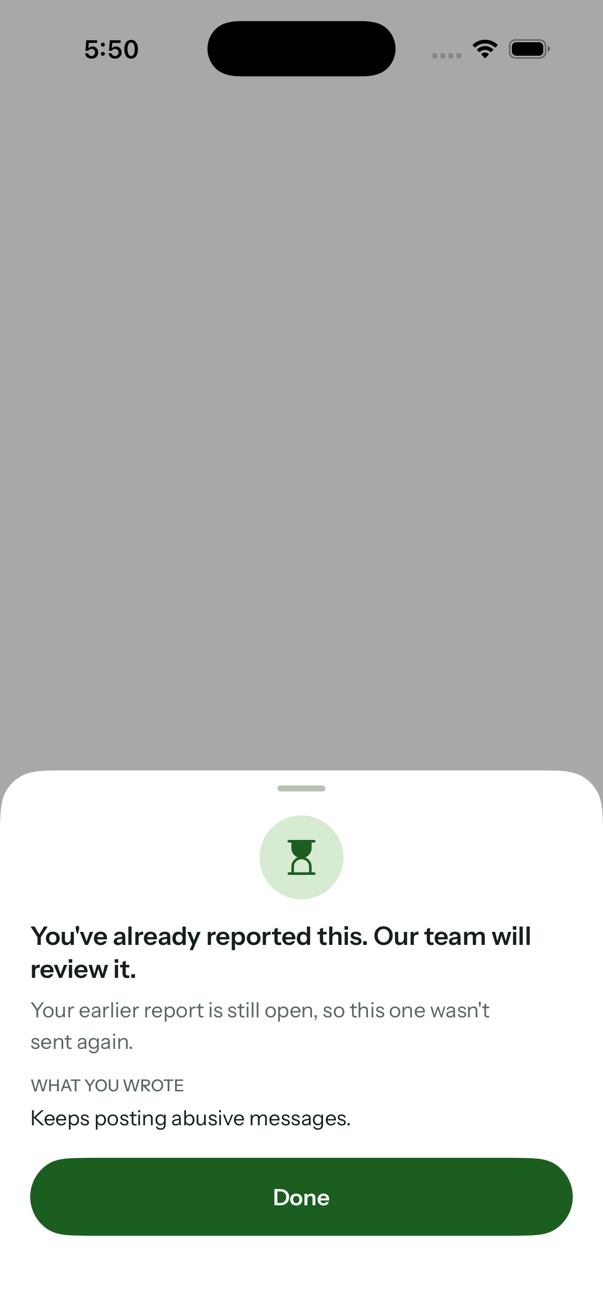 5:50
You've already reported this. Our team will
review it.
Your earlier report is still open, so this one wasn't
sent again.
WHAT YOU WROTE
Keeps posting abusive messages.
Done